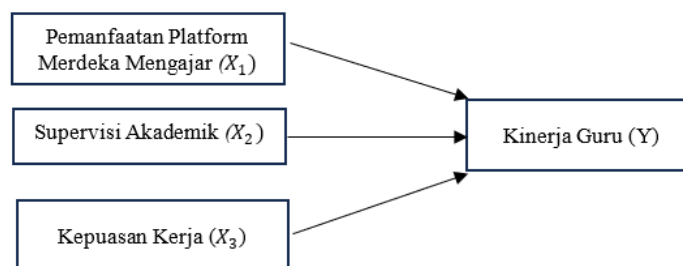 Pemanfaatan Platform
Merdeka Mengajar (X₁)
Supervisi Akademik (X₂)
Kinerja Guru (Y)
Kepuasan Kerja (X₃)